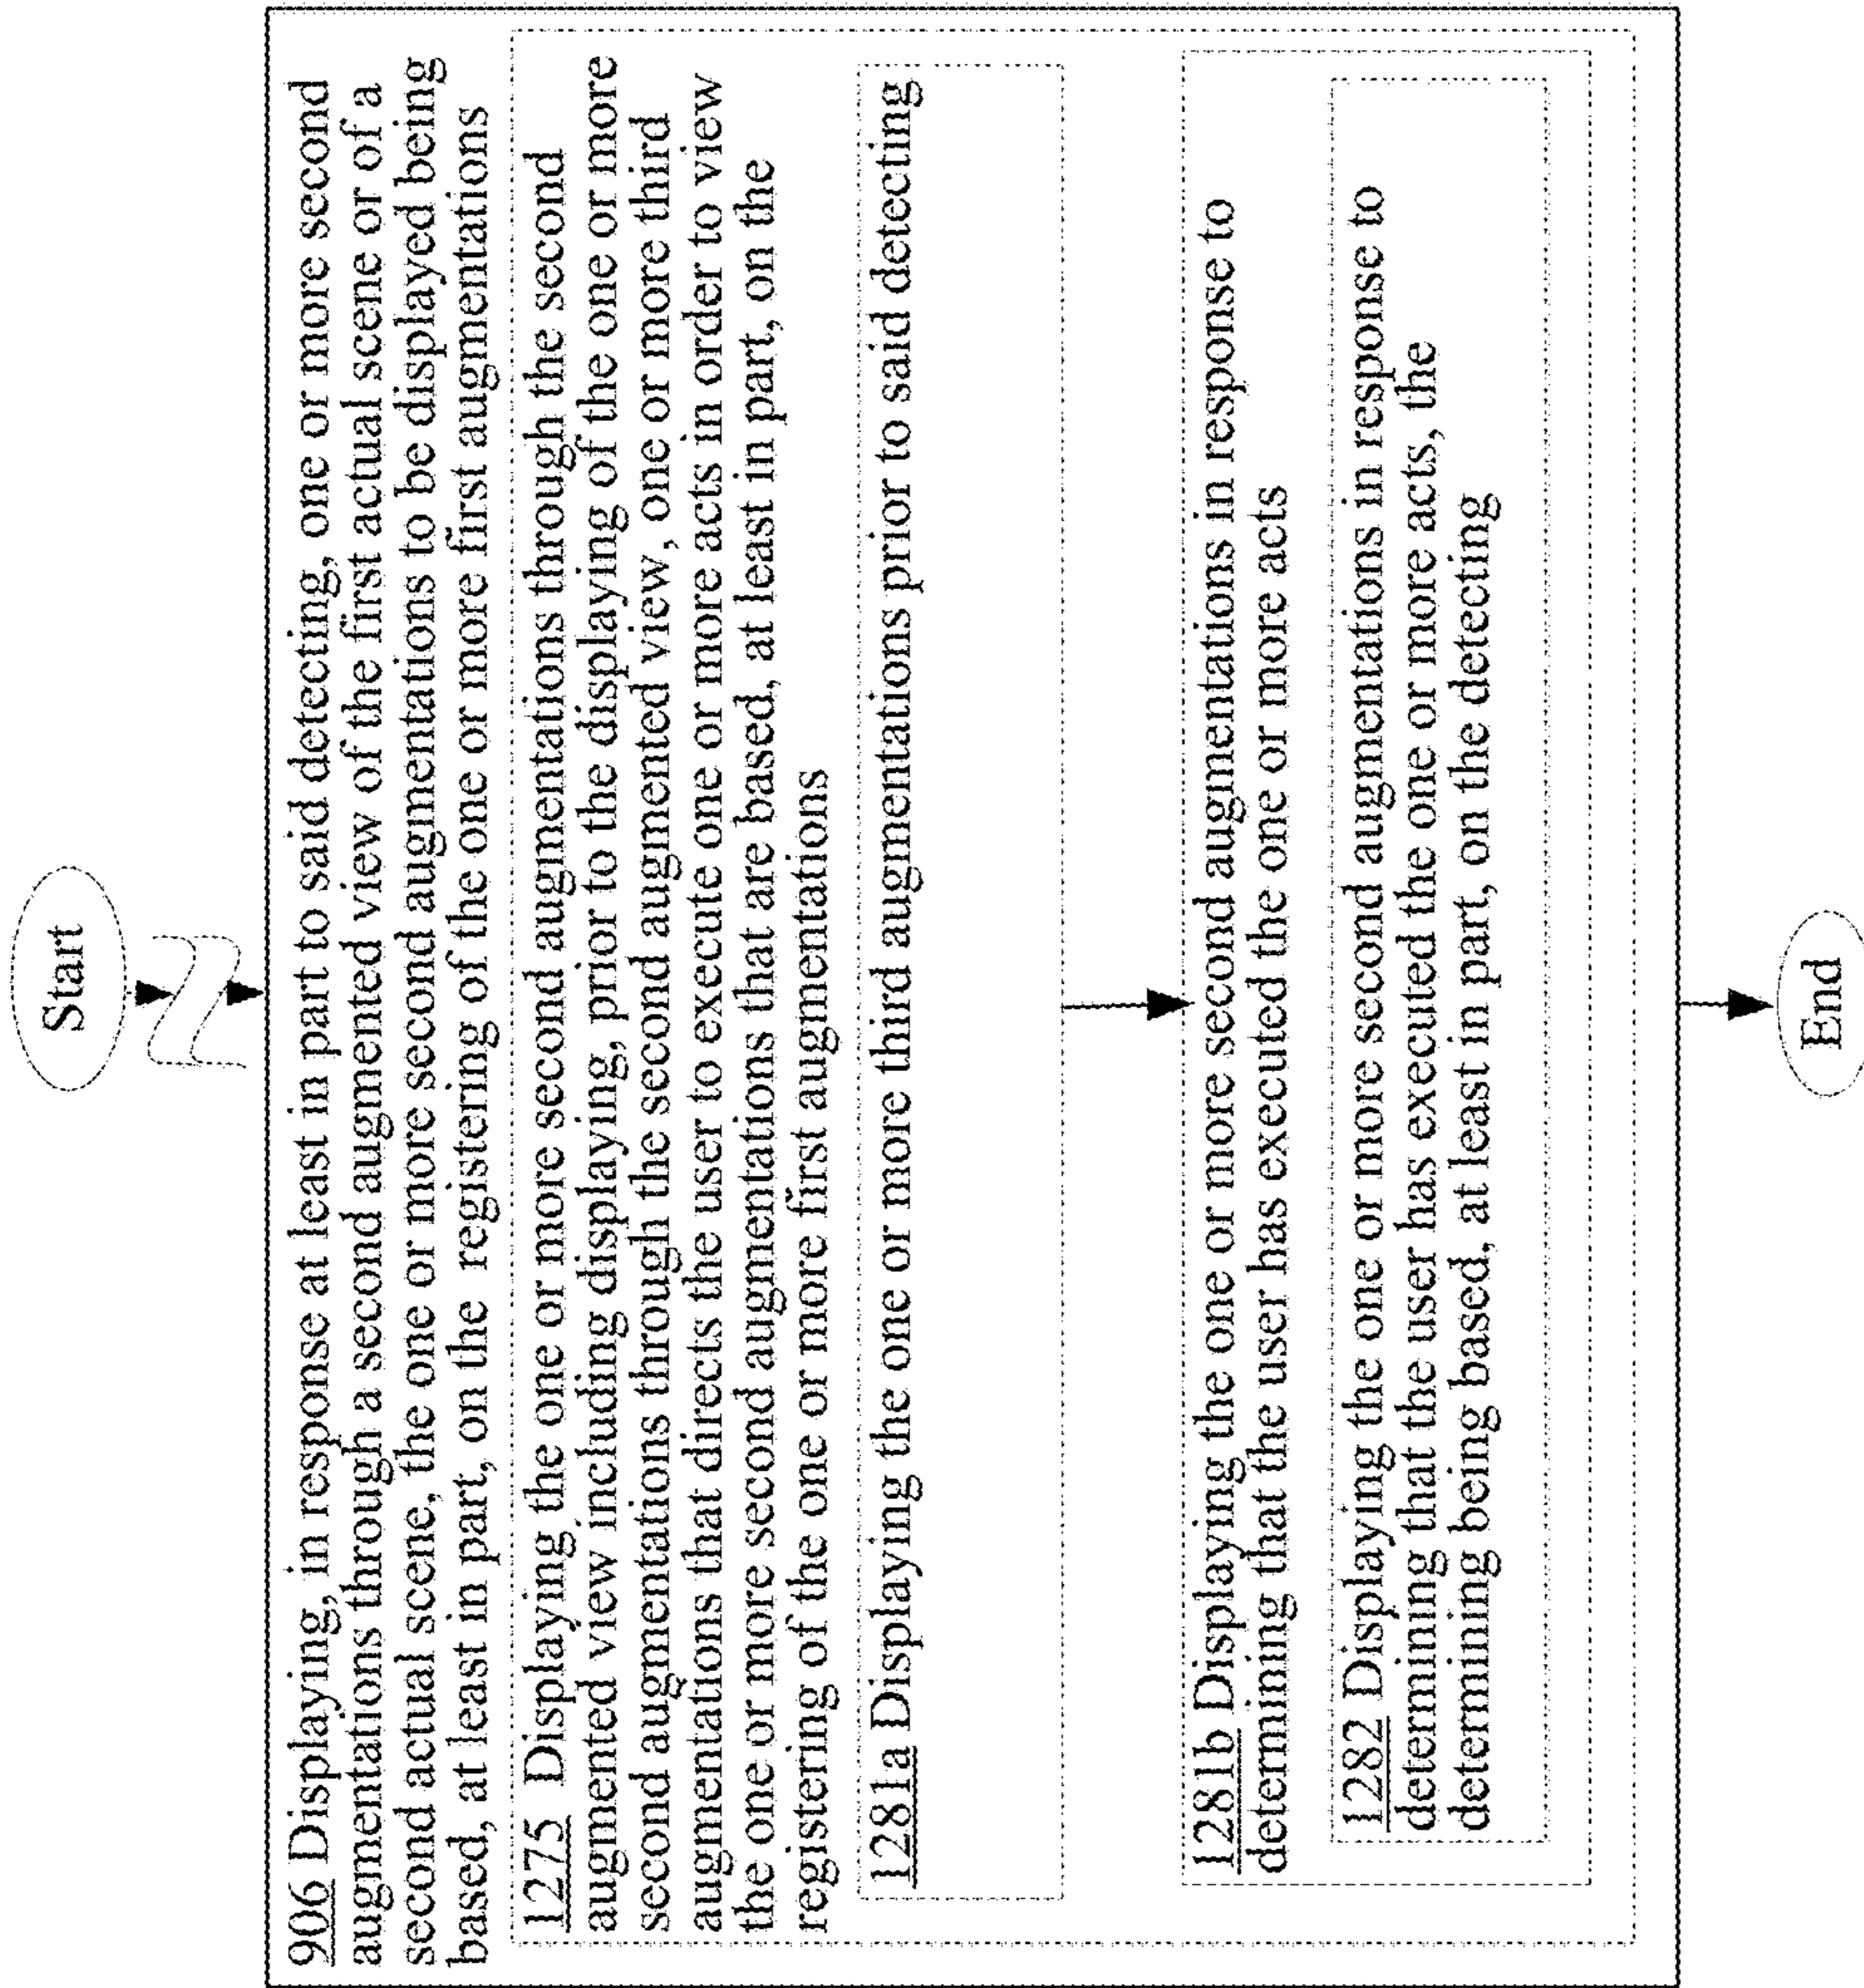 Start
906 Displaying, in response at least in part to said detecting, one or more second
augmentations through a second augmented view of the first actual scene or of a
second actual scene, the one or more second augmentations to be displayed being
based, at least in part, on the registering of the one or more first augmentations
1275 Displaying the one or more second augmentations through the second
augmented view including displaying, prior to the displaying of the one or more
second augmentations through the second augmented view, one or more third
augmentations that directs the user to execute one or more acts in order to view
the one or more second augmentations that are based, at least in part, on the
registering of the one or more first augmentations
1281a Displaying the one or more third augmentations prior to said detecting
1281b Displaying the one or more second augmentations in response to
determining that the user has executed the one or more acts
1282 Displaying the one or more second augmentations in response to
determining that the user has executed the one or more acts, the
determining being based, at least in part, on the detecting
End